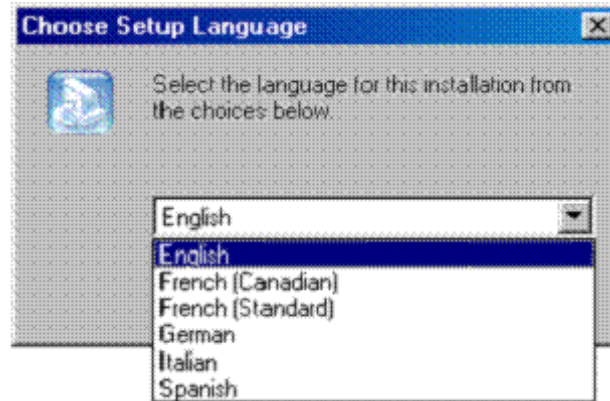 Choose Setup Language
Select the language for this installation from
the choices below.
English
English
French (Canadian)
French (Standard)
German
Italian
Spanish